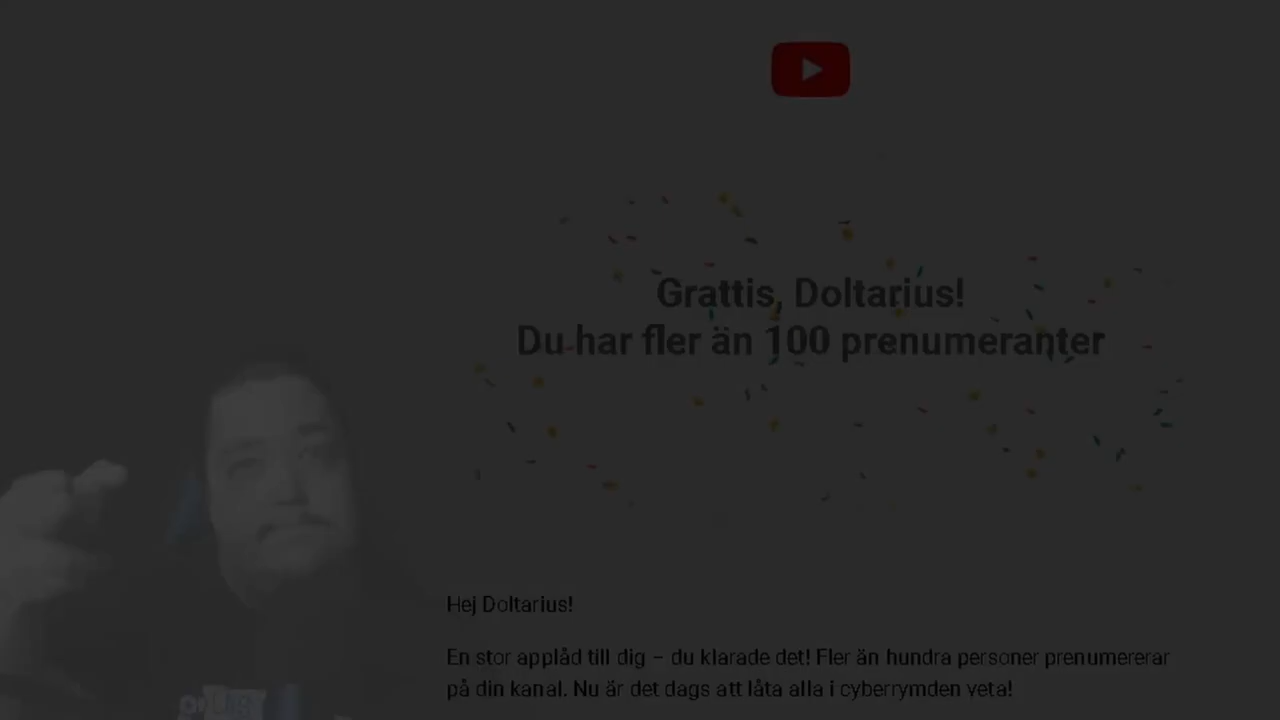 Grattis, Doltarius!
Du har fler än 100 prenumeranter
Hej Doltarius!
En stor applåd till dig – du klarade det! Fler än hundra personer prenumererar
på din kanal. Nu är det dags att låta alla i cyberrymden veta!